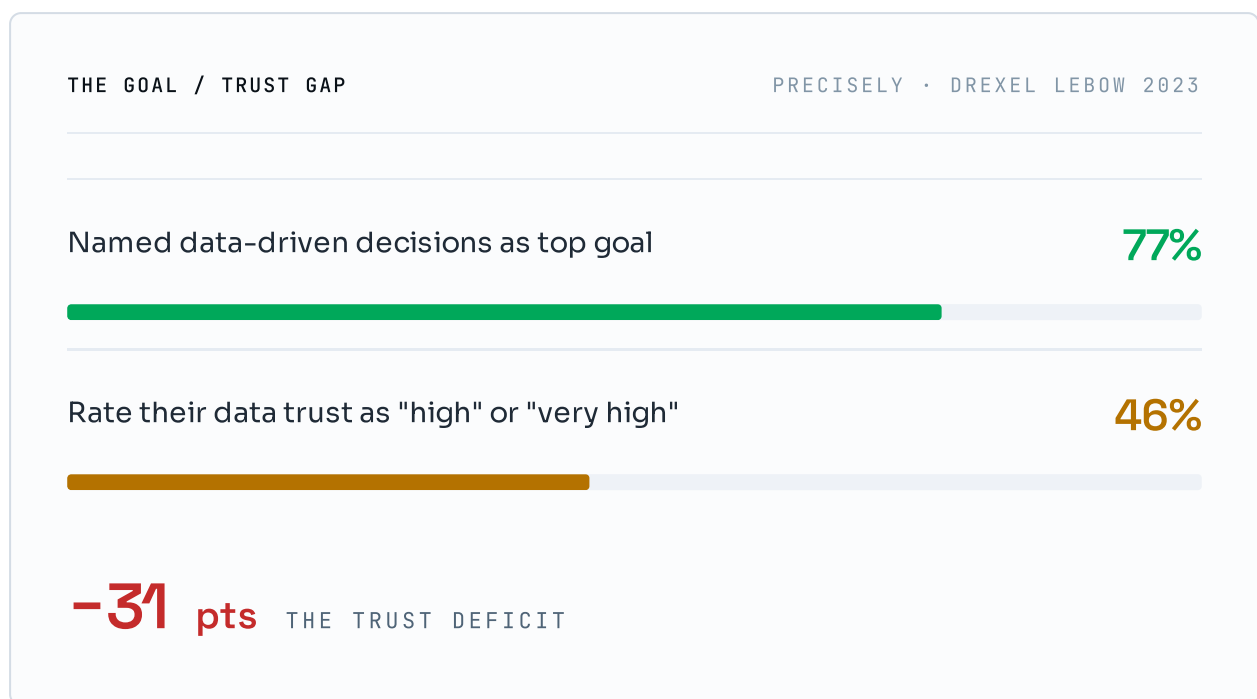 THE GOAL / TRUST GAP
PRECISELY · DREXEL LEBOW 2023
Named data-driven decisions as top goal
77%
Rate their data trust as "high" or "very high"
46%
-31 pts THE TRUST DEFICIT